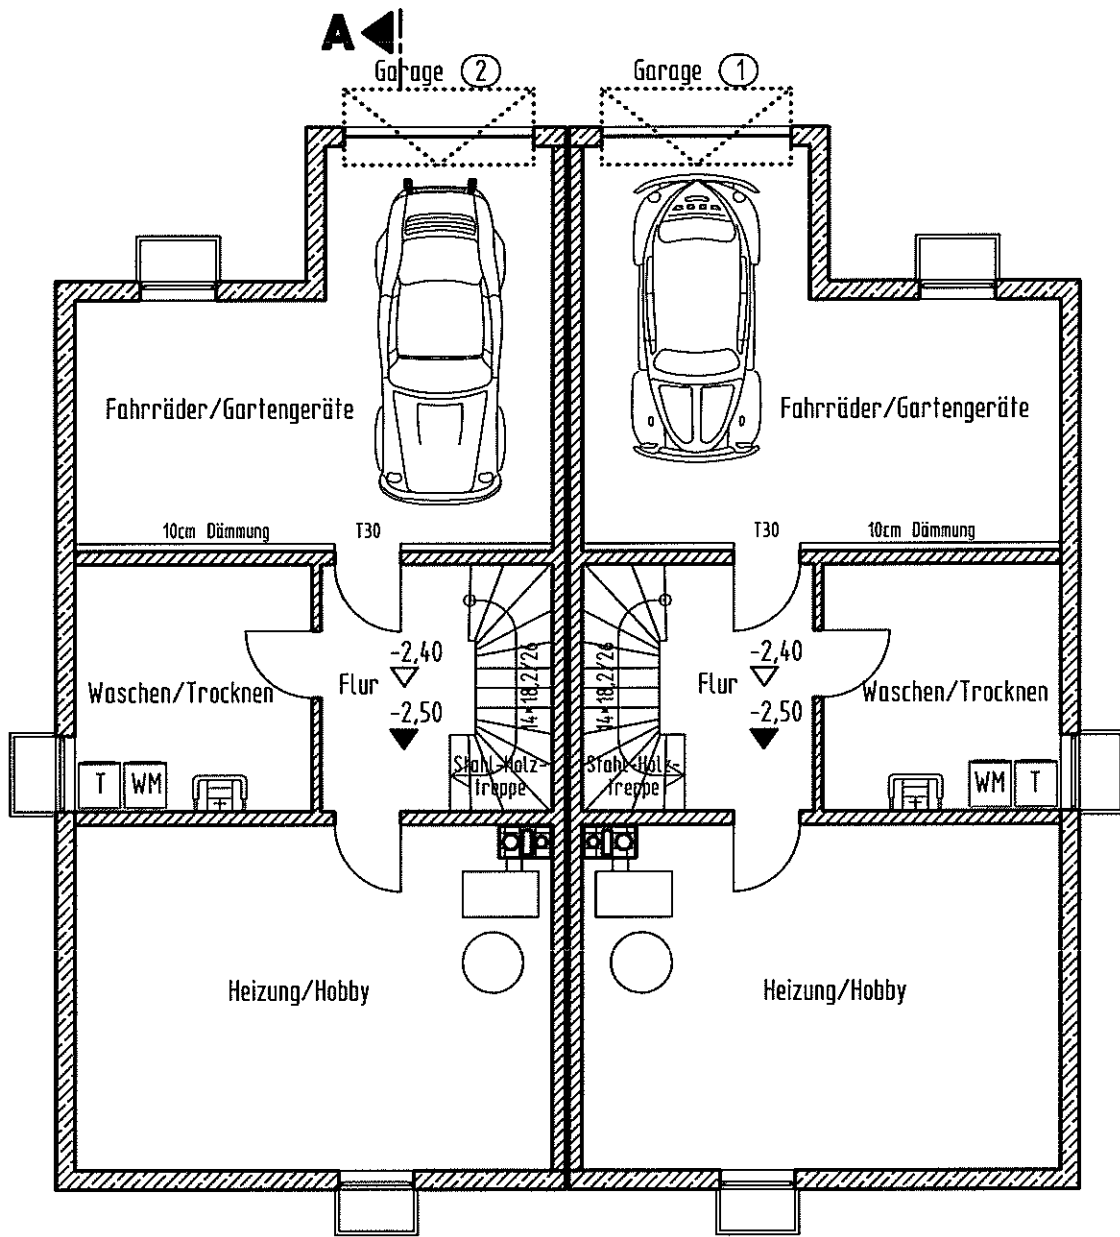 A
Garage 2
Garage 1
Fahrräder/Gartengeräte
Fahrräder/Gartengeräte
10cm Dämmung
T30
T30
10cm Dämmung
-2,40
-2,40
Waschen/Trocknen
Flur
14*18,2/26
14*18,2/26
Flur
Waschen/Trocknen
-2,50
-2,50
Stahl-Holz-
treppe
Stahl-Holz-
treppe
T WM
WM T
Heizung/Hobby
Heizung/Hobby